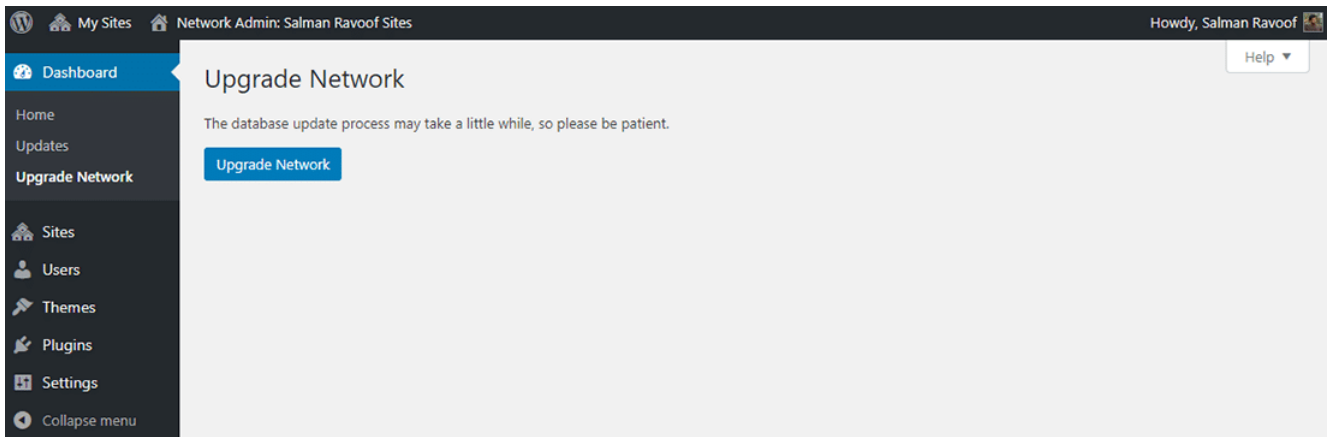 My Sites Network Admin: Salman Ravoof Sites Howdy, Salman Ravoof
Help
Dashboard
Home
Updates
Upgrade Network
Sites
Users
Themes
Plugins
Settings
Collapse menu
Upgrade Network
The database update process may take a little while, so please be patient.
Upgrade Network